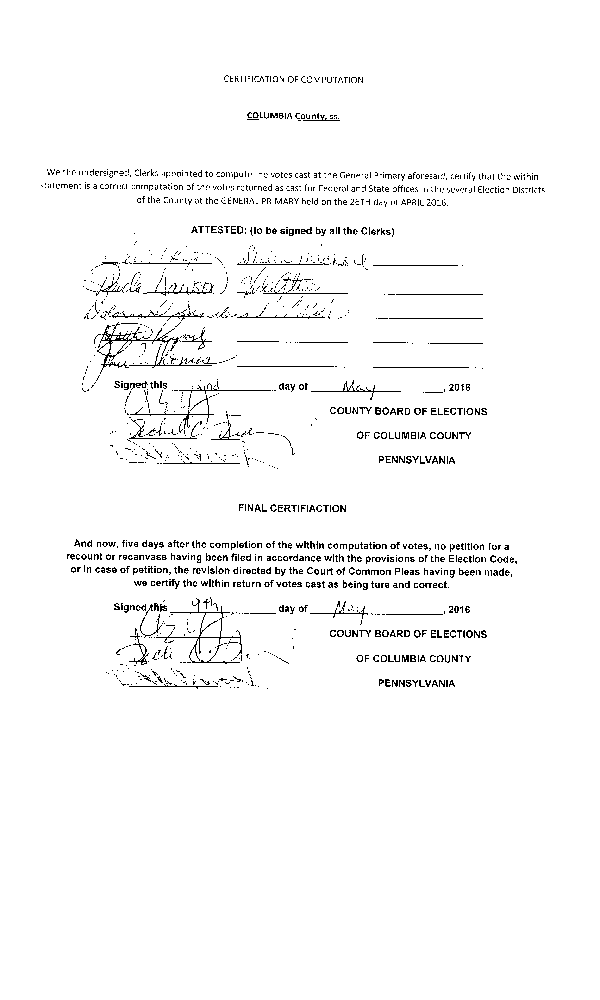 CERTIFICATION OF COMPUTATION
COLUMBIA County, ss.
We the undersigned, Clerks appointed to compute the votes cast at the General Primary aforesaid, certify that the within
statement is a correct computation of the votes returned as cast for Federal and State offices in the several Election Districts
of the County at the GENERAL PRIMARY held on the 26TH day of APRIL 2016.
ATTESTED: (to be signed by all the Clerks)
Sheila Michael
Rhoda Dawson Vicki
Dolores Sanders
John R Thomas
Signed this 2nd day of May, 2016
COUNTY BOARD OF ELECTIONS
OF COLUMBIA COUNTY
PENNSYLVANIA
FINAL CERTIFIACTION
And now, five days after the completion of the within computation of votes, no petition for a
recount or recanvass having been filed in accordance with the provisions of the Election Code,
or in case of petition, the revision directed by the Court of Common Pleas having been made,
we certify the within return of votes cast as being ture and correct.
Signed this 9th day of May, 2016
COUNTY BOARD OF ELECTIONS
OF COLUMBIA COUNTY
PENNSYLVANIA